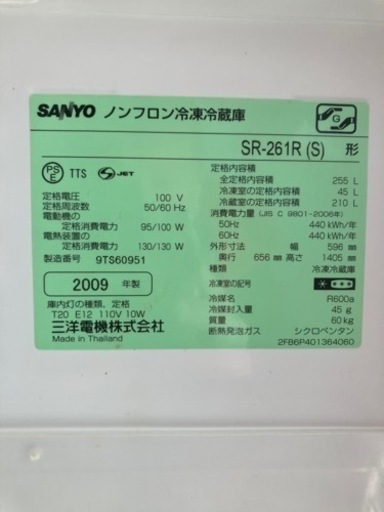 SANYO ノンフロン冷凍冷蔵庫
SR-261R (S) 形
PS E TTS S JET
定格電圧 100 V
定格周波数 50/60 Hz
電動機の
定格消費電力 95/100 W
電熱装置の
定格消費電力 130/130 W
製造番号 9TS60951
2009 年製
庫内灯の種類、定格
T20 E12 110V 10W
三洋電機株式会社
Made in Thailand
定格内容積
全定格内容積 255 L
冷凍室の定格内容積 45 L
冷蔵室の定格内容積 210 L
消費電力量 (JIS C 9801-2006年)
50Hz 440 kWh/年
60Hz 440 kWh/年
外形寸法 幅 596 mm
奥行 656 mm 高さ 1405 mm
種類 冷凍冷蔵庫
冷凍室の記号
冷媒 R600a
冷媒封入量 45 g
質量 60 kg
断熱発泡ガス シクロペンタン
2FB6P401364060
G